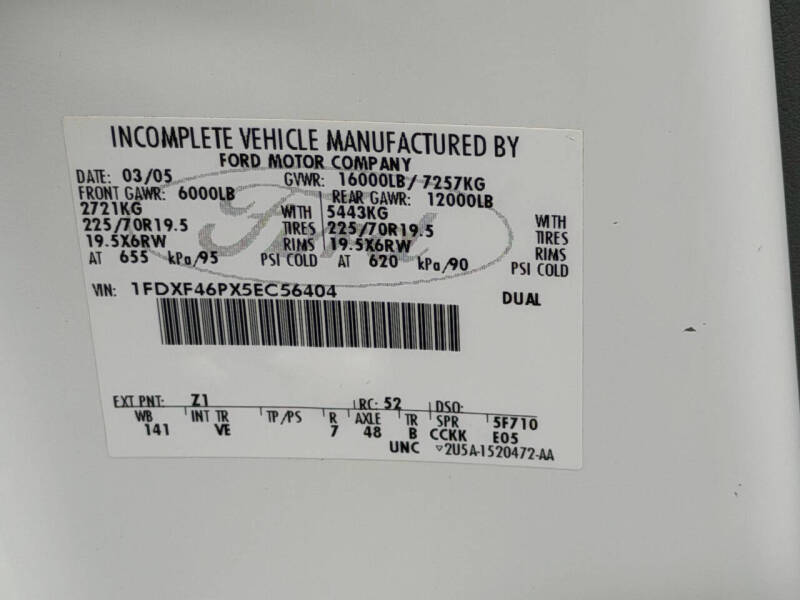 INCOMPLETE VEHICLE MANUFACTURED BY
FORD MOTOR COMPANY
DATE: 03/05 GVWR: 16000LB/7257KG
FRONT GAWR: 6000LB REAR GAWR: 12000LB
2721KG WITH 5443KG WITH
225/70R19.5 TIRES 225/70R19.5 TIRES
19.5X6RW RIMS 19.5X6RW RIMS
AT 655 kPa/95 PSI COLD AT 620 kPa/90 PSI COLD
VIN: 1FDXF46PX5EC56404 DUAL
Ford
EXT PNT: Z1 RC: 52 DSO:
WB INT TR TP/PS R AXLE TR SPR 5F710
141 VE 7 48 B CCKK E05
UNC ▽2U5A-1520472-AA